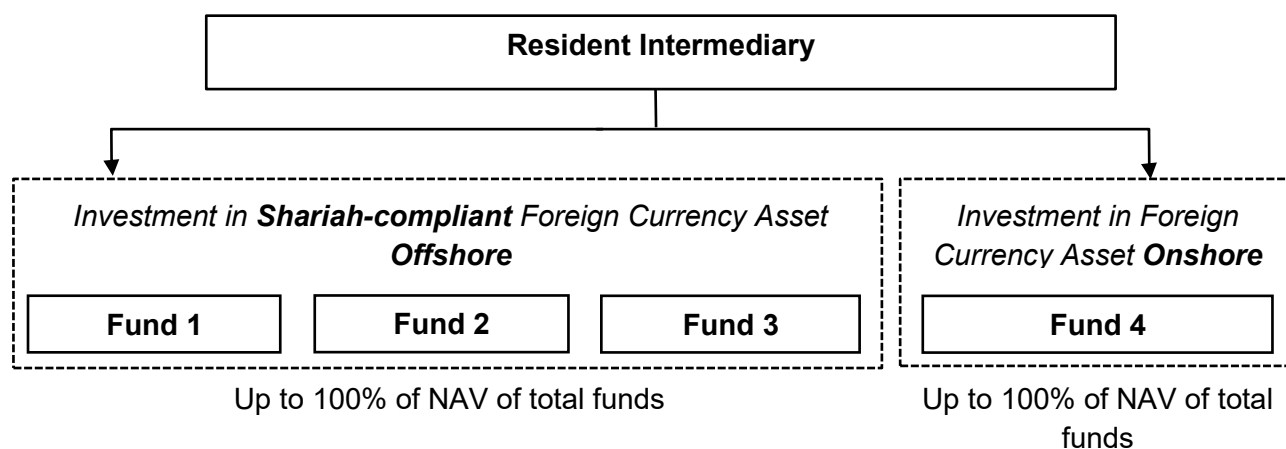 Resident Intermediary
Investment in Shariah-compliant Foreign Currency Asset
Offshore
Fund 1
Fund 2
Fund 3
Up to 100% of NAV of total funds
Investment in Foreign
Currency Asset Onshore
Fund 4
Up to 100% of NAV of total
funds